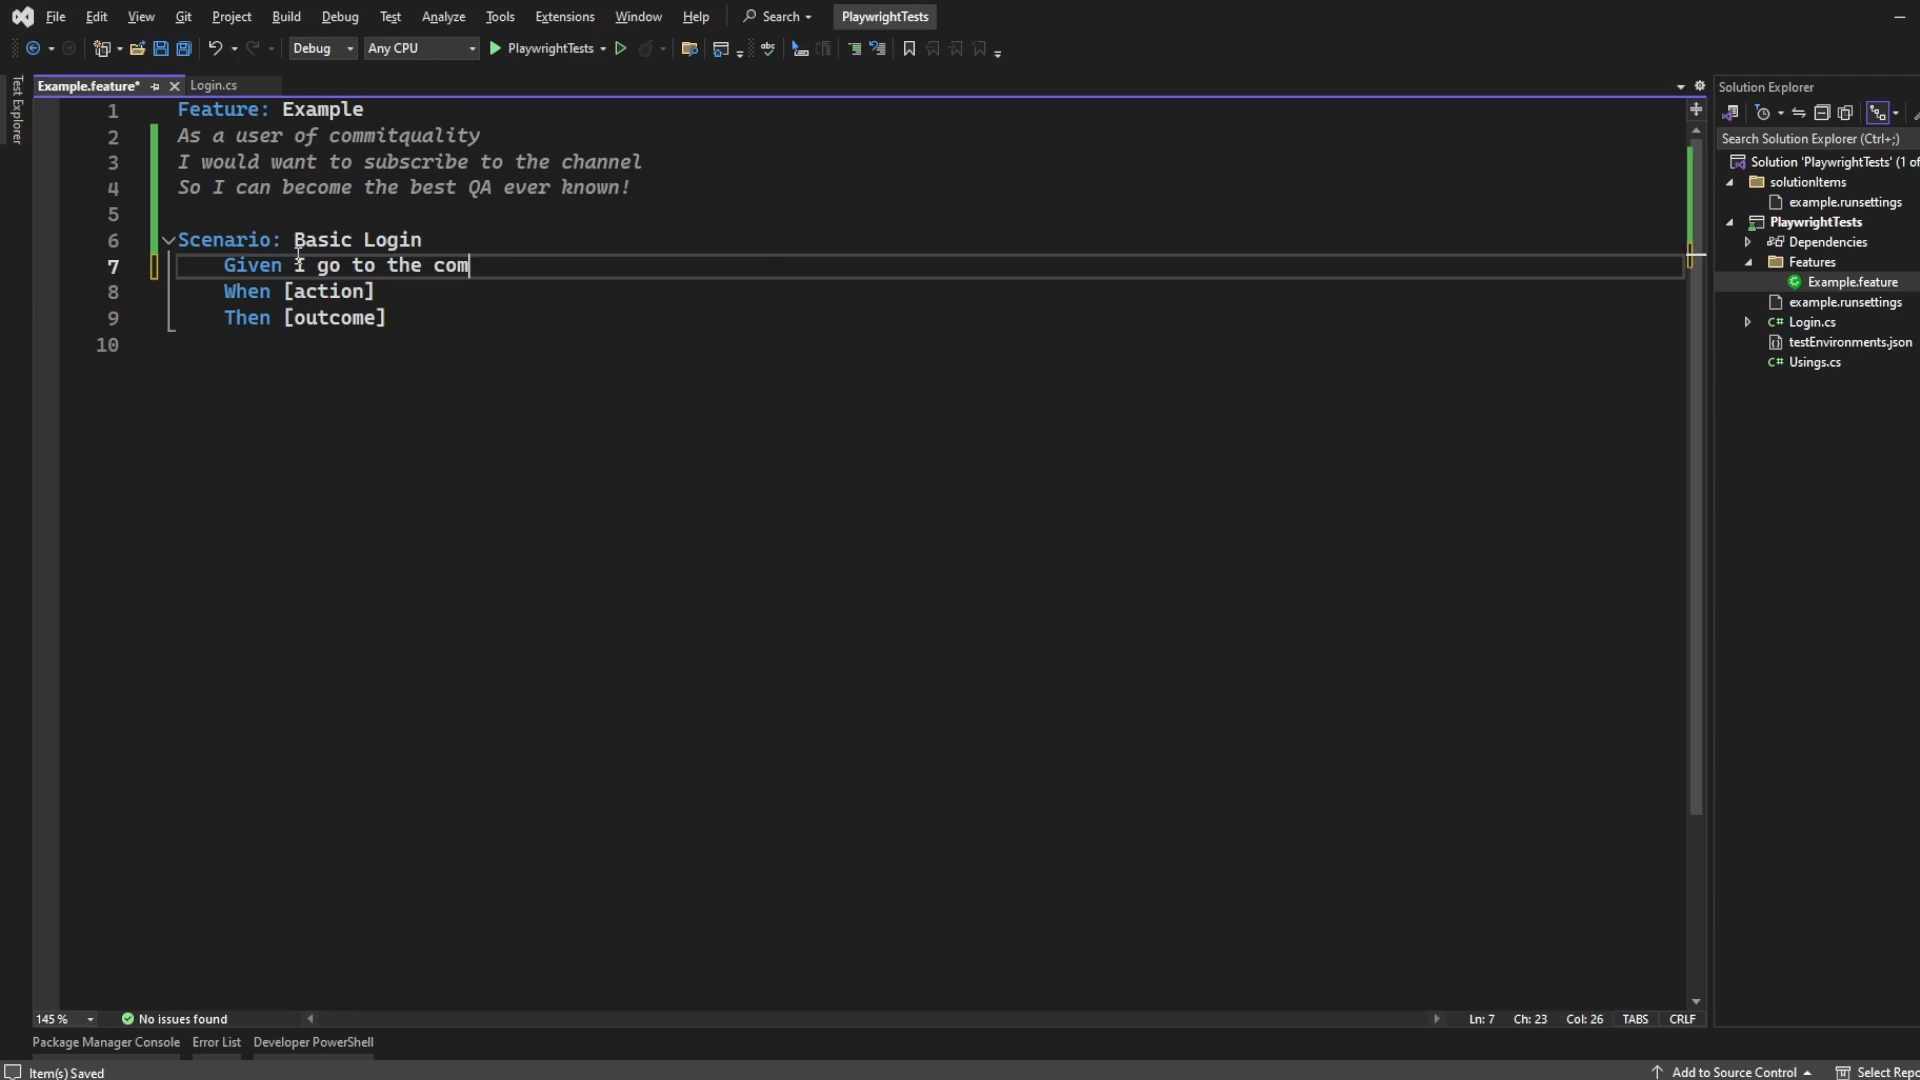 File Edit View Git Project Build Debug Test Analyze Tools Extensions Window Help Search PlaywrightTests
Debug Any CPU PlaywrightTests
Test Explorer
Example.feature* Login.cs
1 Feature: Example
2 As a user of commitquality
3 I would want to subscribe to the channel
4 So I can become the best QA ever known!
5
6 Scenario: Basic Login
7 Given I go to the com
8 When [action]
9 Then [outcome]
10
Solution Explorer
Search Solution Explorer (Ctrl+;)
Solution 'PlaywrightTests' (1 of
solutionItems
example.runsettings
PlaywrightTests
Dependencies
Features
Example.feature
example.runsettings
C# Login.cs
testEnvironments.json
C# Usings.cs
145 % No issues found Ln: 7 Ch: 23 Col: 26 TABS CRLF
Package Manager Console Error List Developer PowerShell
Item(s) Saved Add to Source Control Select Repo